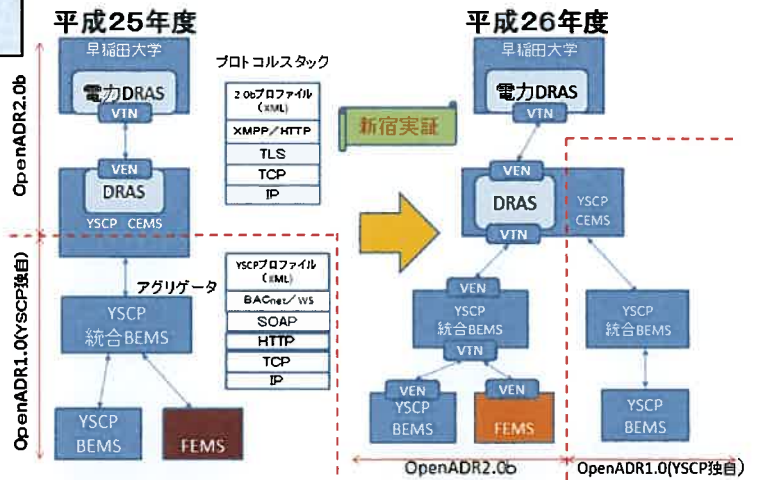 平成25年度
早稲田大学
電力DRAS
VTN
VEN
DRAS
YSCP CEMS
OpenADR2.0b
アグリゲータ
YSCP
統合BEMS
YSCP
BEMS
FEMS
OpenADR1.0(YSCP独自)
プロトコルスタック
2.0bプロファイル
(XML)
XMPP/HTTP
TLS
TCP
IP
YSCPプロファイル
(XML)
BACnet/WS
SOAP
HTTP
TCP
IP
新宿実証
平成26年度
早稲田大学
電力DRAS
VTN
VEN
DRAS
YSCP
CEMS
VTN
VEN
YSCP
統合BEMS
VTN
YSCP
統合BEMS
VEN
YSCP
BEMS
VEN
FEMS
YSCP
BEMS
OpenADR2.0b
OpenADR1.0(YSCP独自)